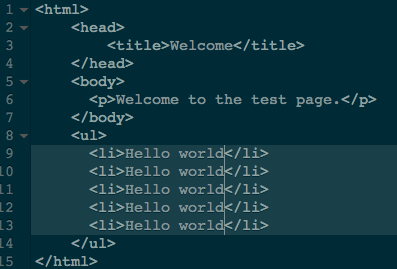 1 <html>
2 <head>
3 <title>Welcome</title>
4 </head>
5 <body>
6 <p>Welcome to the test page.</p>
7 </body>
8 <ul>
9 <li>Hello world</li>
10 <li>Hello world</li>
11 <li>Hello world</li>
12 <li>Hello world</li>
13 <li>Hello world</li>
14 </ul>
15 </html>